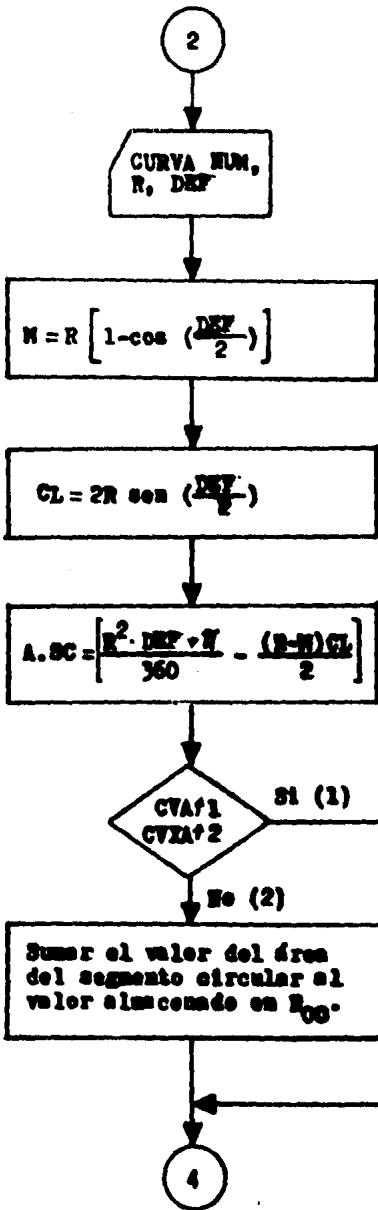 2
CURVA NUM,
R, DEF
M = R [1-cos (DEF/2)]
CL = 2R sen (DEF/2)
A.SC = [R²· DEF · π/360 - (R-M)CL/2]
CVA↑1
CVXA↑2
Si (1)
No (2)
Sumar el valor del área
del segmento circular al
valor almacenado en R00.
4